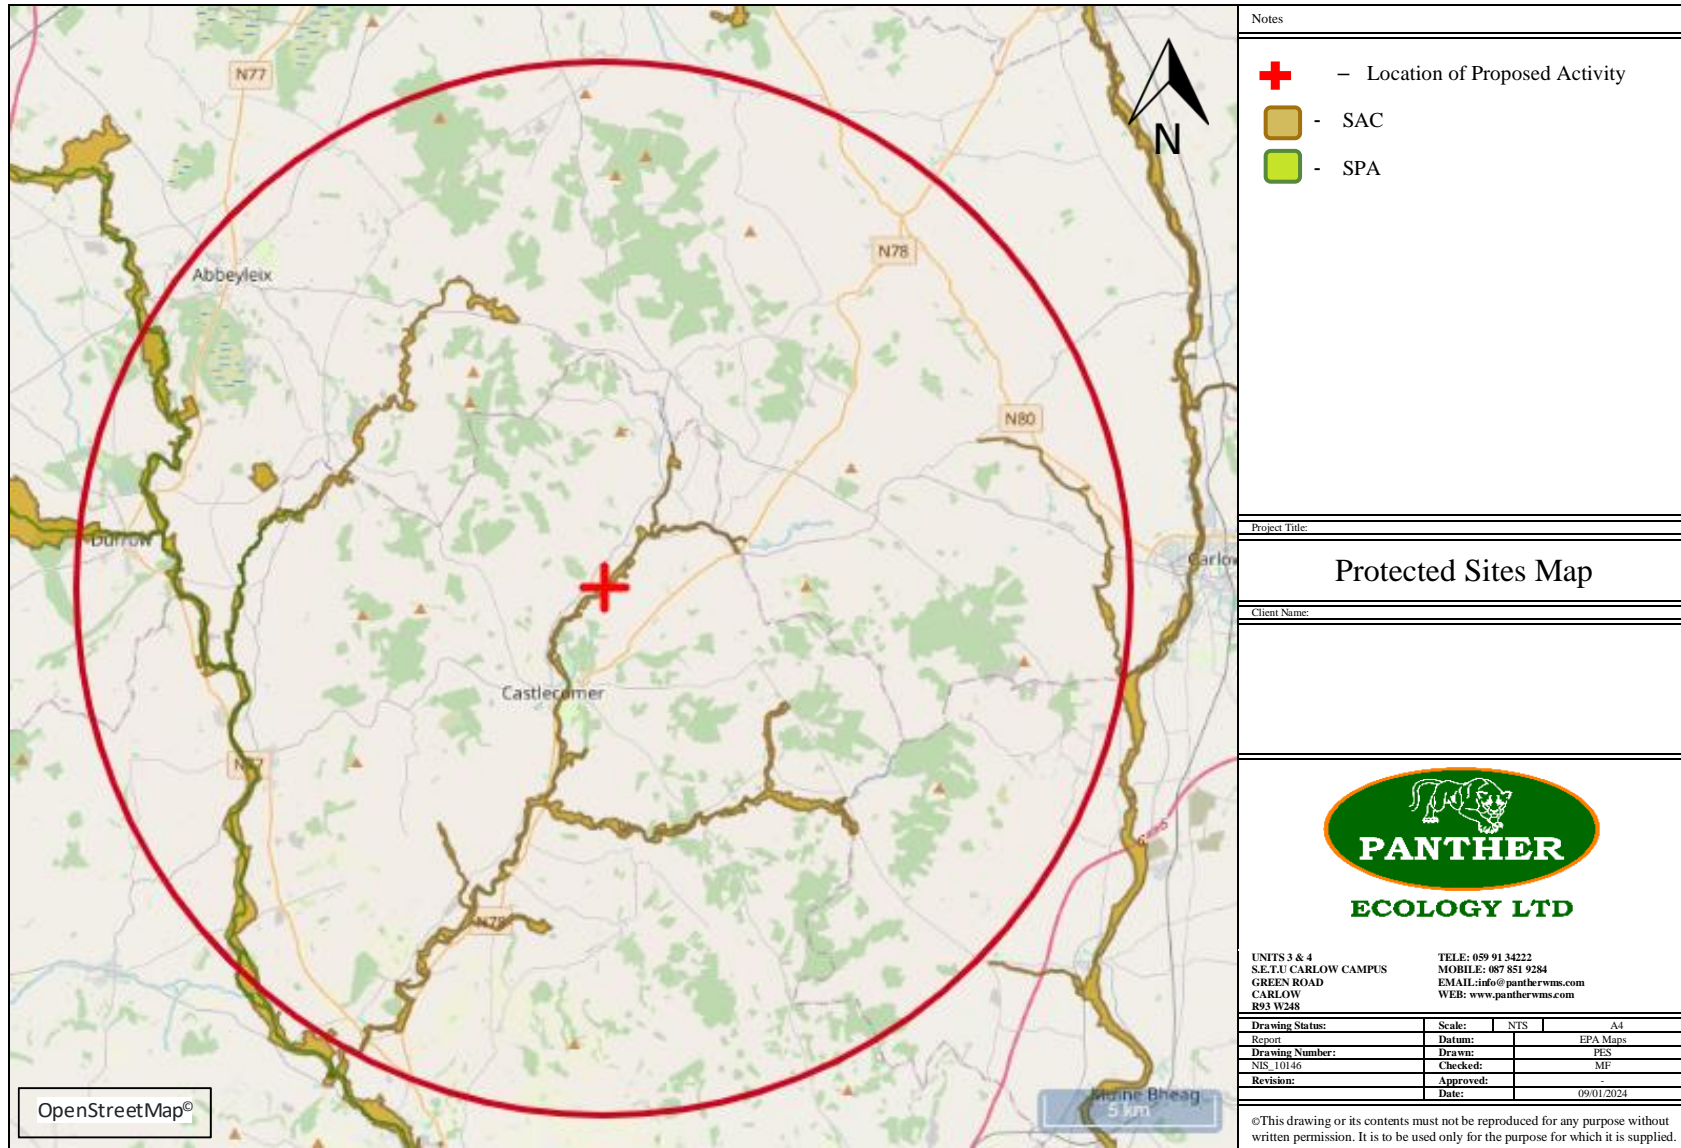 N77
N78
Abbeyleix
N80
Durrow
Carlow
Castlecomer
N77
N78
Muine Bheag
5 km
OpenStreetMap©
N
Notes
– Location of Proposed Activity
- SAC
- SPA
Project Title:
Protected Sites Map
Client Name:
PANTHER
ECOLOGY LTD
UNITS 3 & 4
S.E.T.U CARLOW CAMPUS
GREEN ROAD
CARLOW
R93 W248
TELE: 059 91 34222
MOBILE: 087 851 9284
EMAIL:info@pantherwms.com
WEB: www.pantherwms.com
Drawing Status: Scale: NTS A4
Report Datum: EPA Maps
Drawing Number: Drawn: PES
NIS_10146 Checked: MF
Revision: Approved: -
Date: 09/01/2024
©This drawing or its contents must not be reproduced for any purpose without
written permission. It is to be used only for the purpose for which it is supplied.